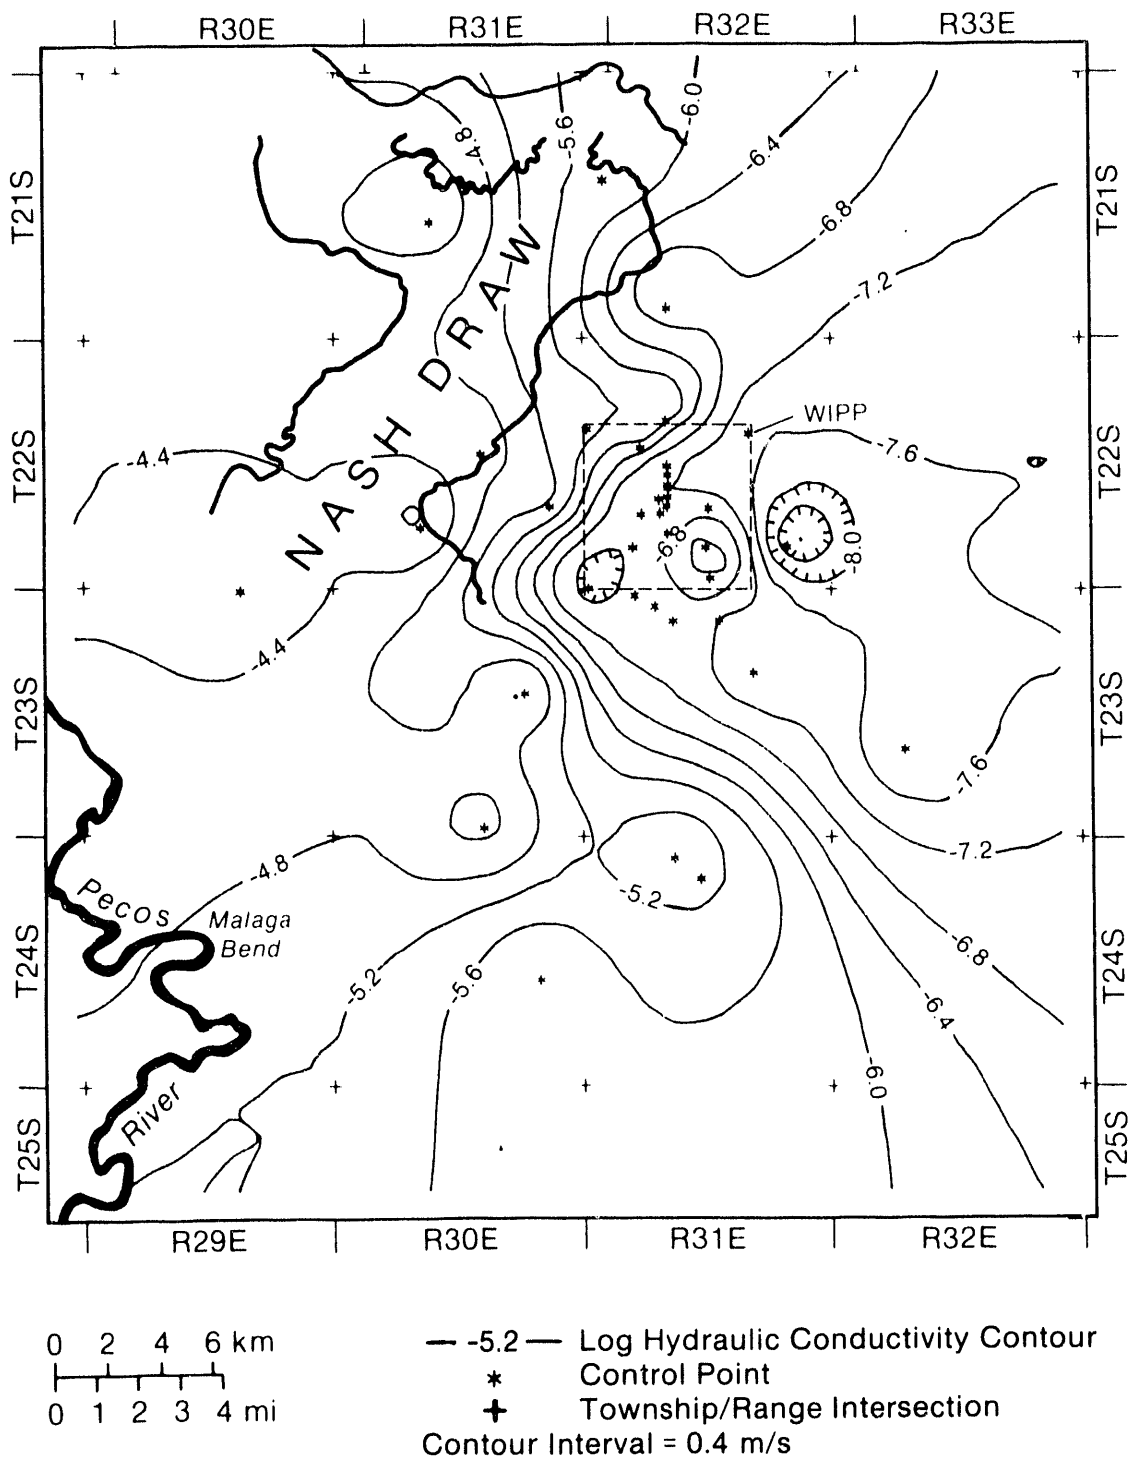 R30E R31E R32E R33E
T21S
T22S
T23S
T24S
T25S
T21S
T22S
T23S
T24S
T25S
-4.8
-5.6
-6.0
-6.4
-6.8
-7.2
NASH DRAW
WIPP
-4.4
-7.6
-6.8
-8.0
-4.4
-7.6
-7.2
-4.8
-5.2
Pecos
Malaga
Bend
-5.2
-5.6
-6.8
-6.4
-6.0
River
R29E R30E R31E R32E
0 2 4 6 km
0 1 2 3 4 mi
-5.2 Log Hydraulic Conductivity Contour
* Control Point
+ Township/Range Intersection
Contour Interval = 0.4 m/s